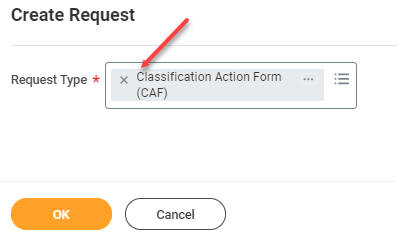 Create Request
Request Type * × Classification Action Form ...
(CAF)
OK Cancel